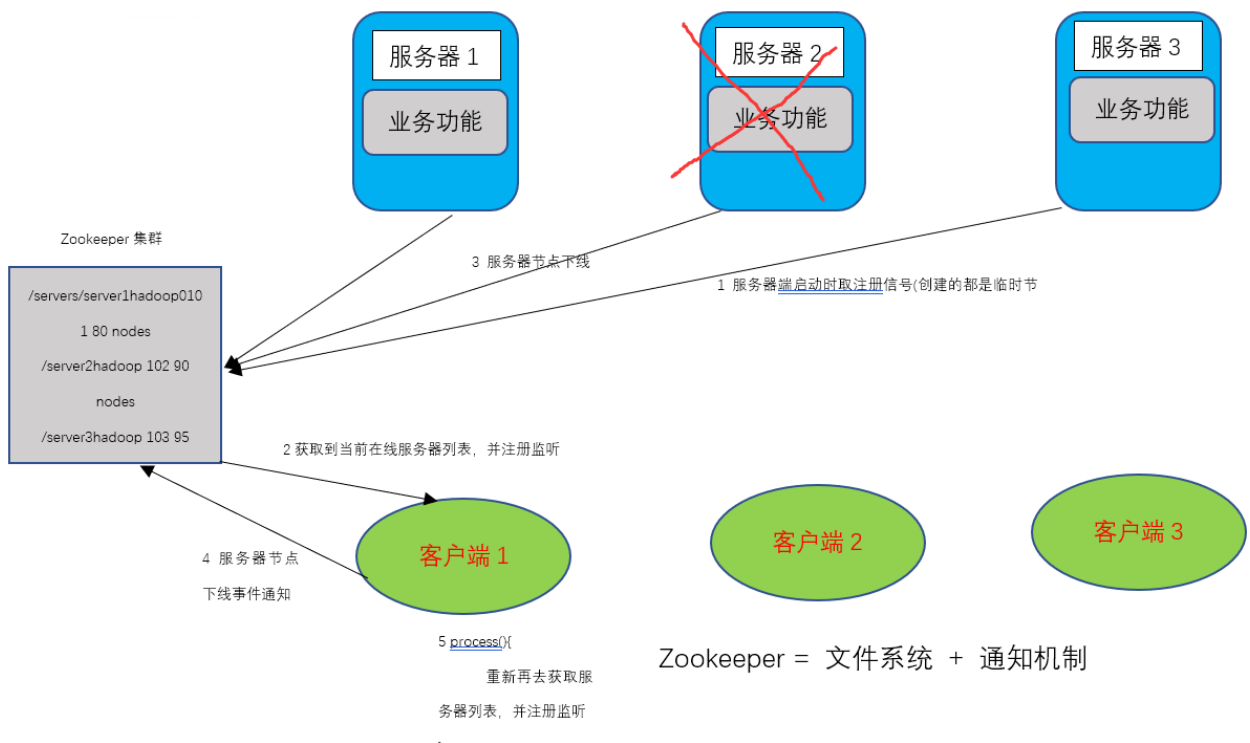 服务器 1
业务功能
服务器 2
业务功能
服务器 3
业务功能
Zookeeper 集群
/servers/server1hadoop010
1 80 nodes
/server2hadoop 102 90
nodes
/server3hadoop 103 95
3 服务器节点下线
1 服务器端启动时取注册信号(创建的都是临时节
2 获取到当前在线服务器列表，并注册监听
4 服务器节点
下线事件通知
客户端 1
客户端 2
客户端 3
5 process(){
重新再去获取服
务器列表，并注册监听
Zookeeper = 文件系统 + 通知机制